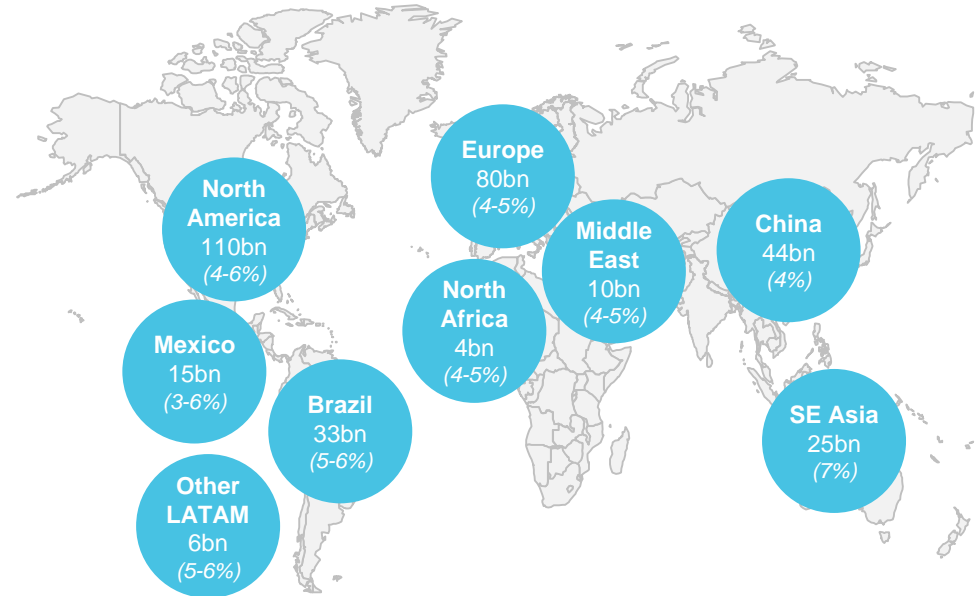 North
America
110bn
(4-6%)
Mexico
15bn
(3-6%)
Brazil
33bn
(5-6%)
Other
LATAM
6bn
(5-6%)
Europe
80bn
(4-5%)
North
Africa
4bn
(4-5%)
Middle
East
10bn
(4-5%)
China
44bn
(4%)
SE Asia
25bn
(7%)